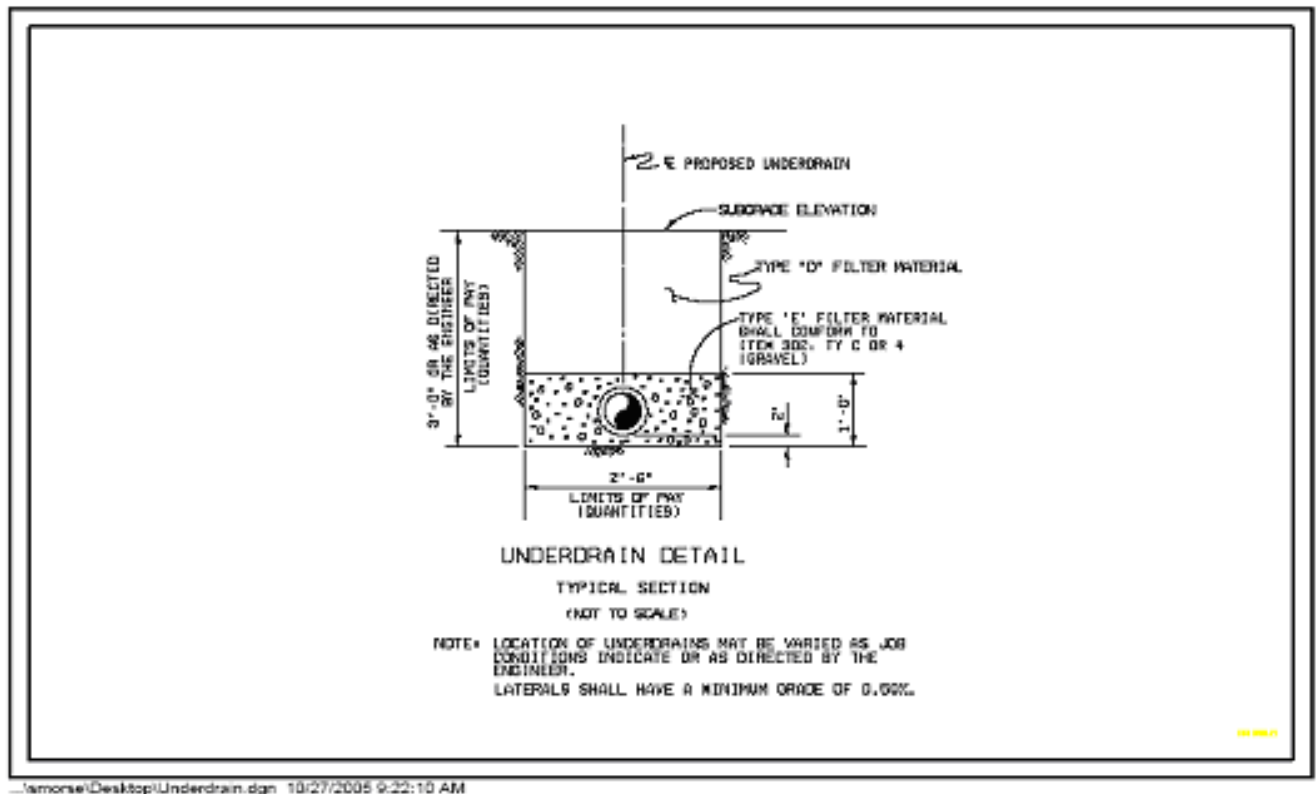 ℄ PROPOSED UNDERDRAIN
SUBGRADE ELEVATION
TYPE "D" FILTER MATERIAL
TYPE 'E' FILTER MATERIAL
SHALL CONFORM TO
ITEM 302. TY C OR 4
(GRAVEL)
3'-0" OR AS DIRECTED
BY THE ENGINEER
LIMITS OF PAY
(QUANTITIES)
2"
1'-0"
2'-6"
LIMITS OF PAY
(QUANTITIES)
UNDERDRAIN DETAIL
TYPICAL SECTION
(NOT TO SCALE)
NOTE: LOCATION OF UNDERDRAINS MAY BE VARIED AS JOB
CONDITIONS INDICATE OR AS DIRECTED BY THE
ENGINEER.
LATERALS SHALL HAVE A MINIMUM GRADE OF
...\smorse\Desktop\Underdrain.dgn 10/27/2005 9:22:10 AM